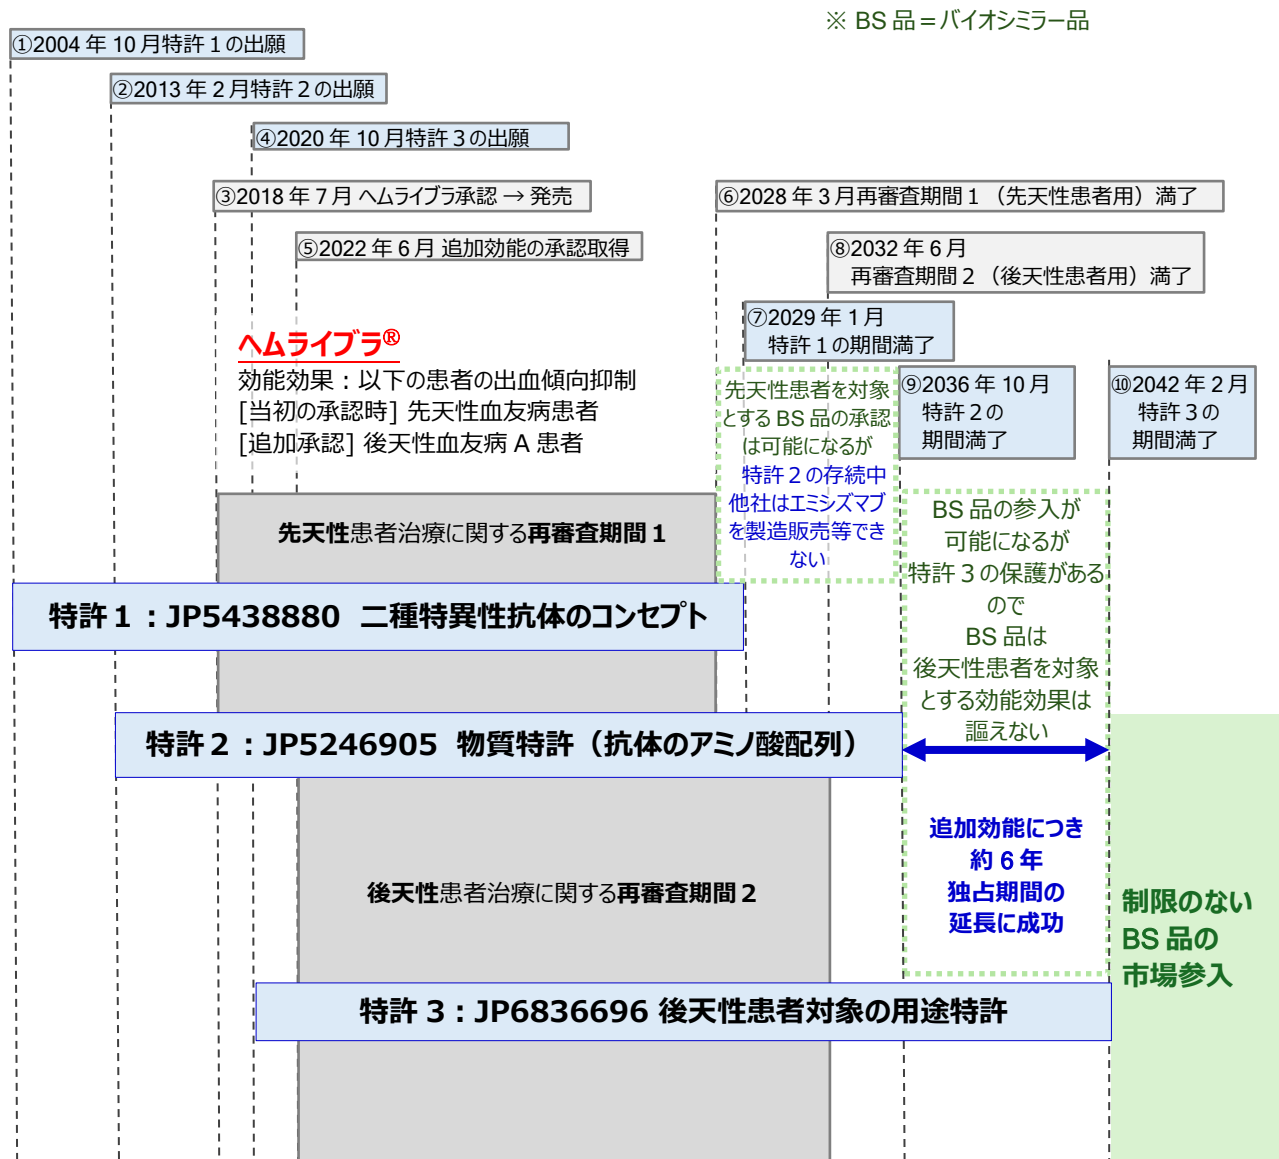 ※ BS 品＝バイオシミラー品
①2004 年 10 月特許１の出願
②2013 年 2 月特許２の出願
④2020 年 10 月特許３の出願
③2018 年 7 月 ヘムライブラ承認 → 発売
⑥2028 年 3 月再審査期間１（先天性患者用）満了
⑤2022 年 6 月 追加効能の承認取得
⑧2032 年 6 月
再審査期間２（後天性患者用）満了
⑦2029 年 1 月
特許１の期間満了
ヘムライブラ®
効能効果：以下の患者の出血傾向抑制
[当初の承認時] 先天性血友病患者
[追加承認] 後天性血友病 A 患者
⑨2036 年 10 月
特許２の
期間満了
⑩2042 年 2 月
特許３の
期間満了
先天性患者を対象
とする BS 品の承認
は可能になるが
特許２の存続中
他社はエミシズマブ
を製造販売等でき
ない
先天性患者治療に関する再審査期間１
BS 品の参入が
可能になるが
特許３の保護がある
ので
BS 品は
後天性患者を対象
とする効能効果は
謳えない
特許１：JP5438880 二種特異性抗体のコンセプト
特許２：JP5246905 物質特許（抗体のアミノ酸配列）
追加効能につき
約 6 年
独占期間の
延長に成功
後天性患者治療に関する再審査期間２
制限のない
BS 品の
市場参入
特許 3：JP6836696 後天性患者対象の用途特許